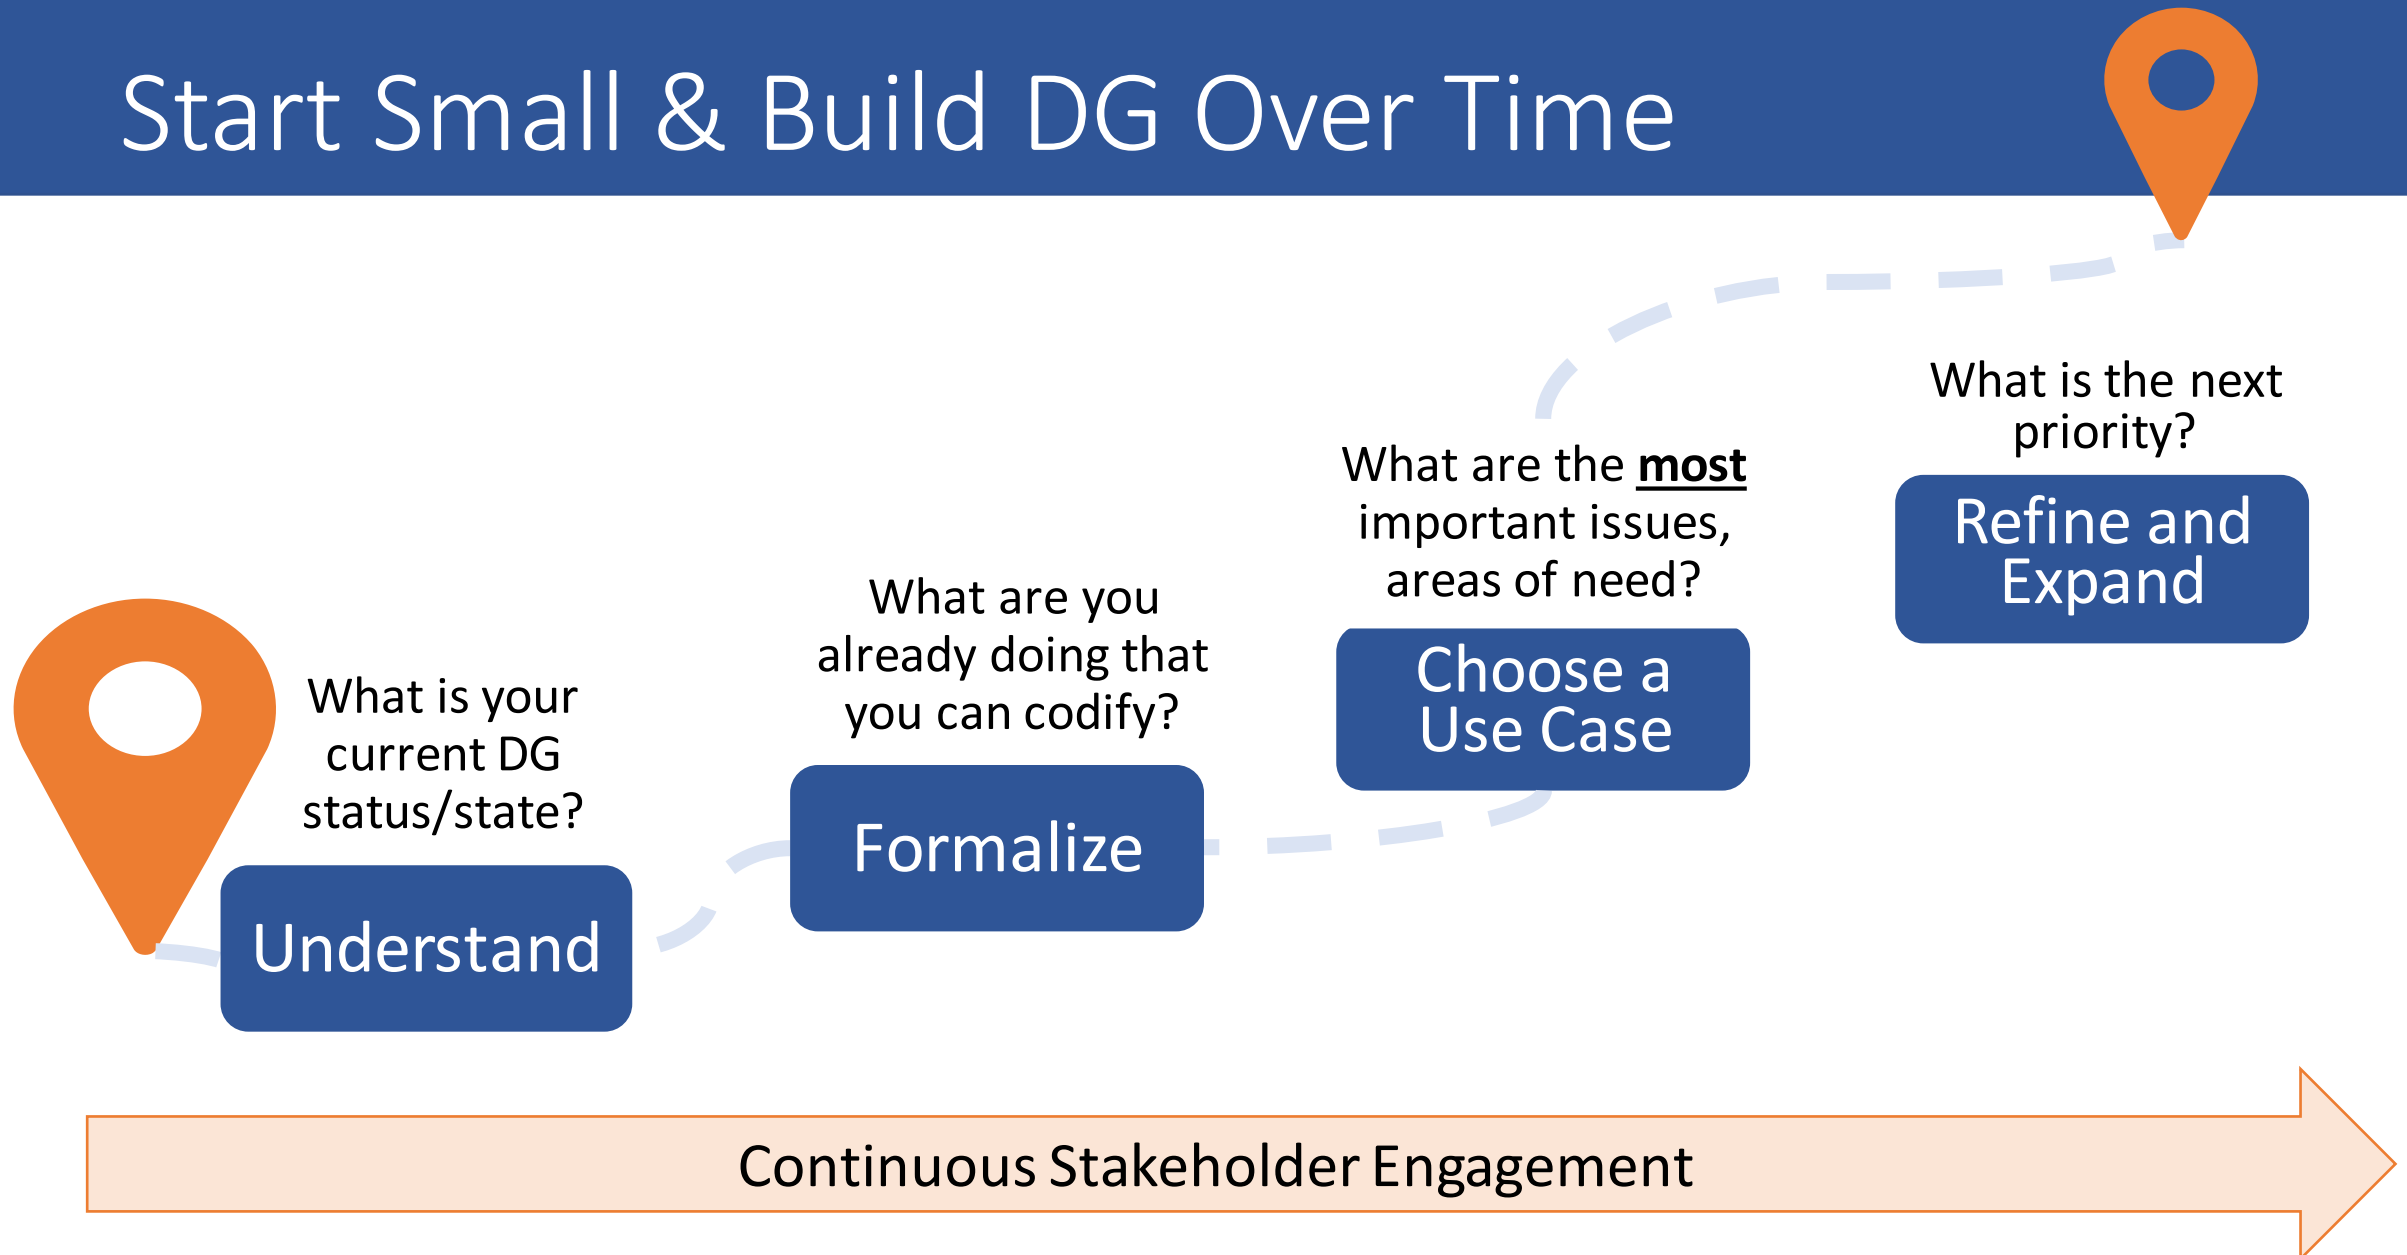 Start Small & Build DG Over Time
What is your
current DG
status/state?
Understand
What are you
already doing that
you can codify?
Formalize
What are the most
important issues,
areas of need?
Choose a
Use Case
What is the next
priority?
Refine and
Expand
Continuous Stakeholder Engagement